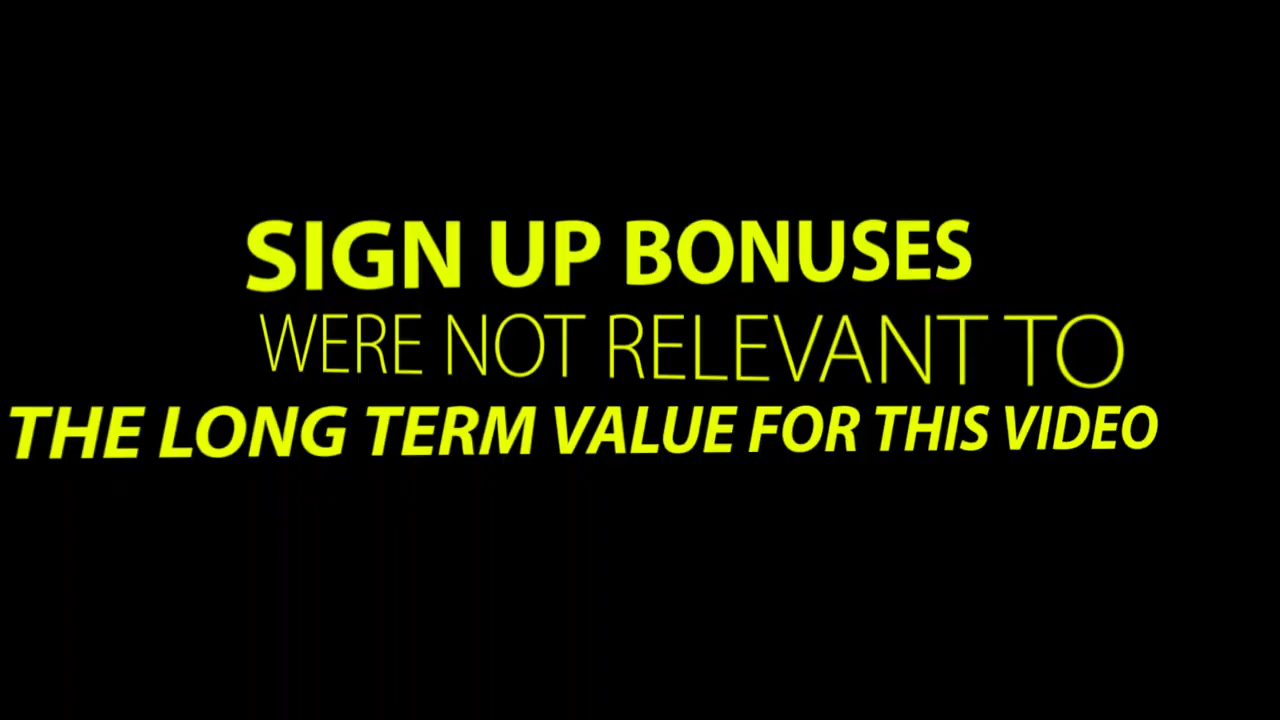 SIGN UP BONUSES
WERE NOT RELEVANT TO
THE LONG TERM VALUE FOR THIS VIDEO